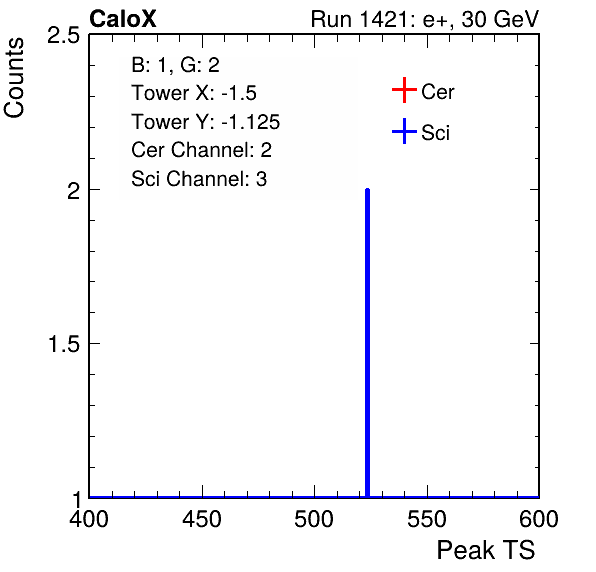 CaloX Run 1421: e+, 30 GeV
Counts
2.5
B: 1, G: 2
Tower X: -1.5
Tower Y: -1.125
Cer Channel: 2
Sci Channel: 3
Cer
Sci
2
1.5
1
400 450 500 550 600
Peak TS